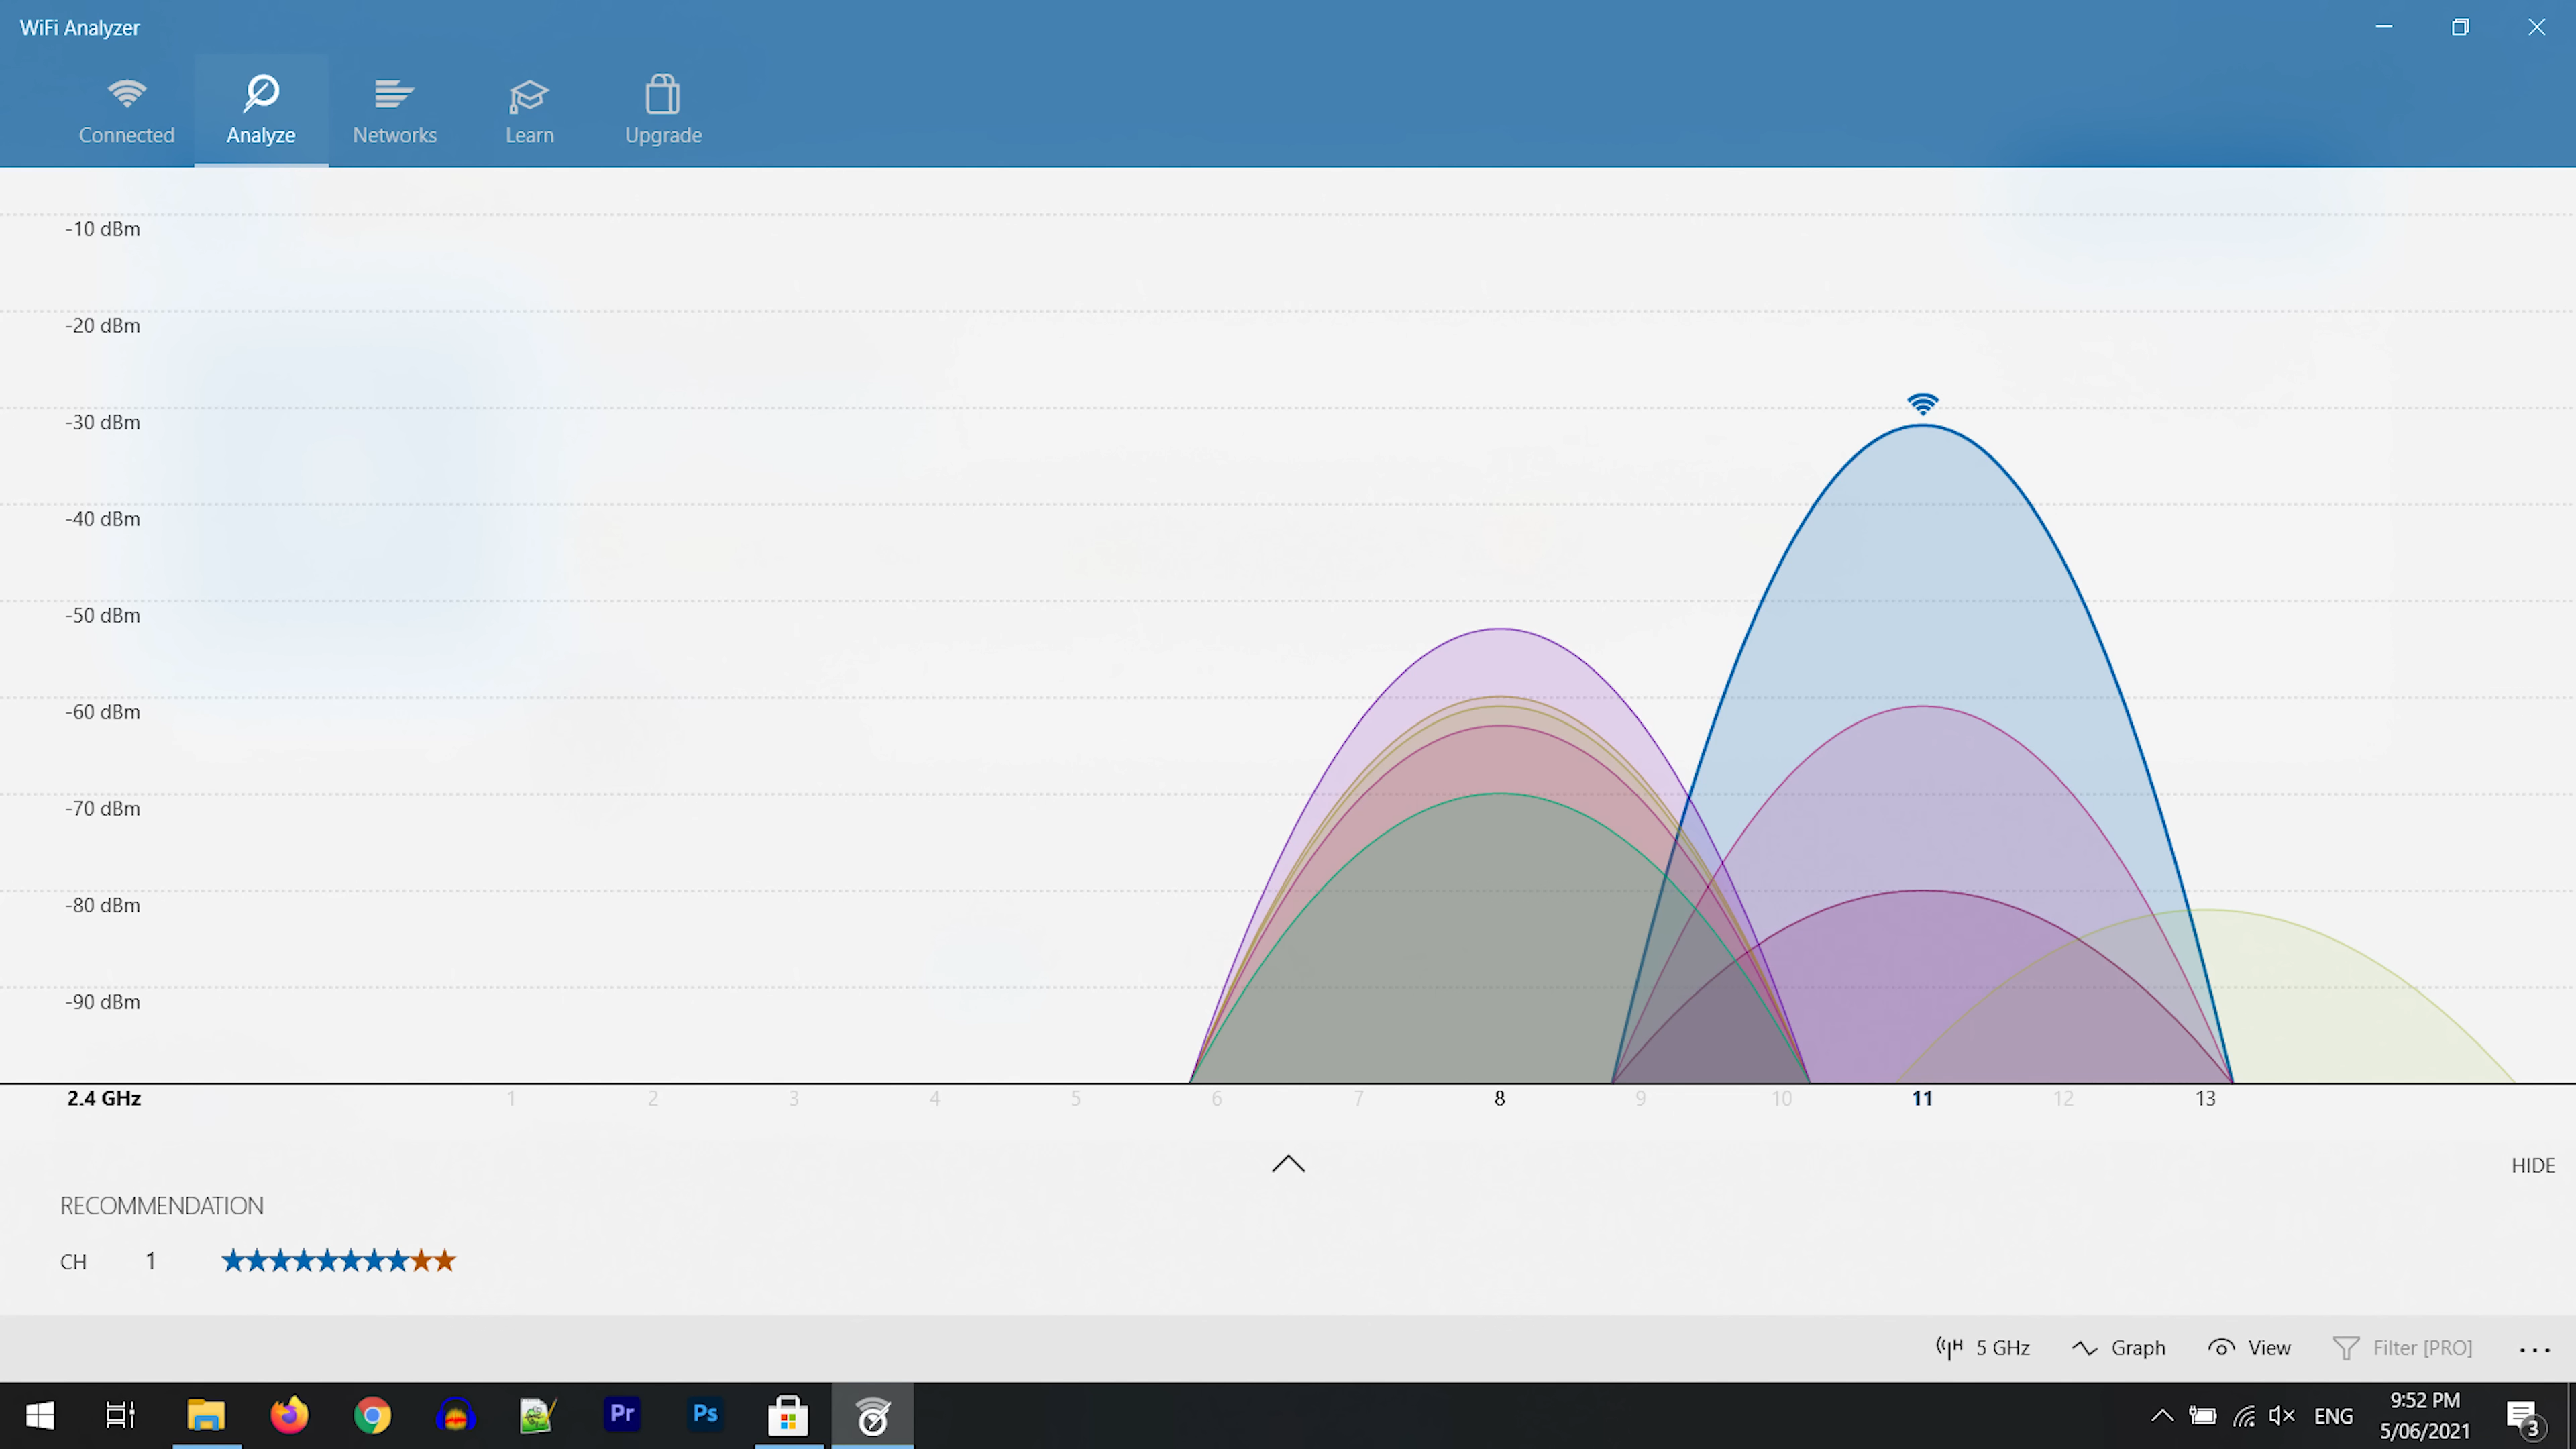 WiFi Analyzer
Connected
Analyze
Networks
Learn
Upgrade
-10 dBm
-20 dBm
-30 dBm
-40 dBm
-50 dBm
-60 dBm
-70 dBm
-80 dBm
-90 dBm
2.4 GHz 1 2 3 4 5 6 7 8 9 10 11 12 13
HIDE
RECOMMENDATION
CH 1
5 GHz Graph View Filter [PRO]
Pr Ps ENG
9:52 PM
5/06/2021
3